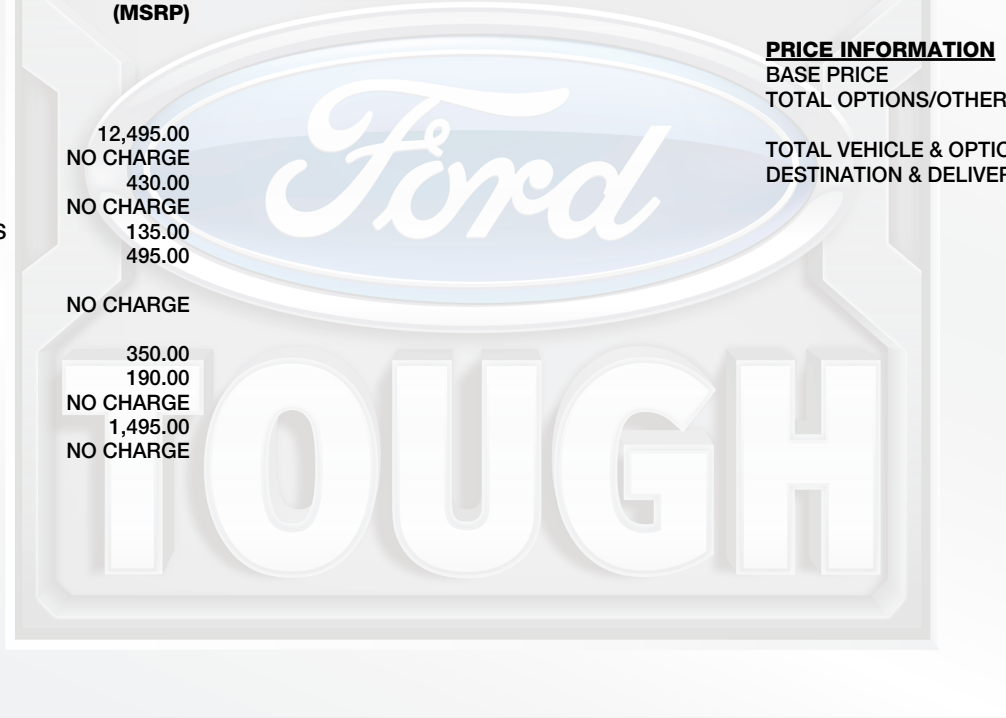 (MSRP)
12,495.00
NO CHARGE
430.00
NO CHARGE
S 135.00
495.00
NO CHARGE
350.00
190.00
NO CHARGE
1,495.00
NO CHARGE
PRICE INFORMATION
BASE PRICE
TOTAL OPTIONS/OTHER
TOTAL VEHICLE & OPTIO
DESTINATION & DELIVER
Ford
TOUGH